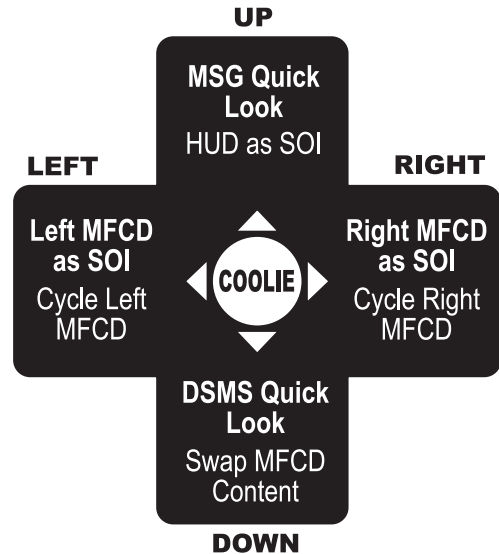 UP
MSG Quick
Look
HUD as SOI
LEFT
RIGHT
Left MFCD
as SOI
Cycle Left
MFCD
COOLIE
Right MFCD
as SOI
Cycle Right
MFCD
DSMS Quick
Look
Swap MFCD
Content
DOWN